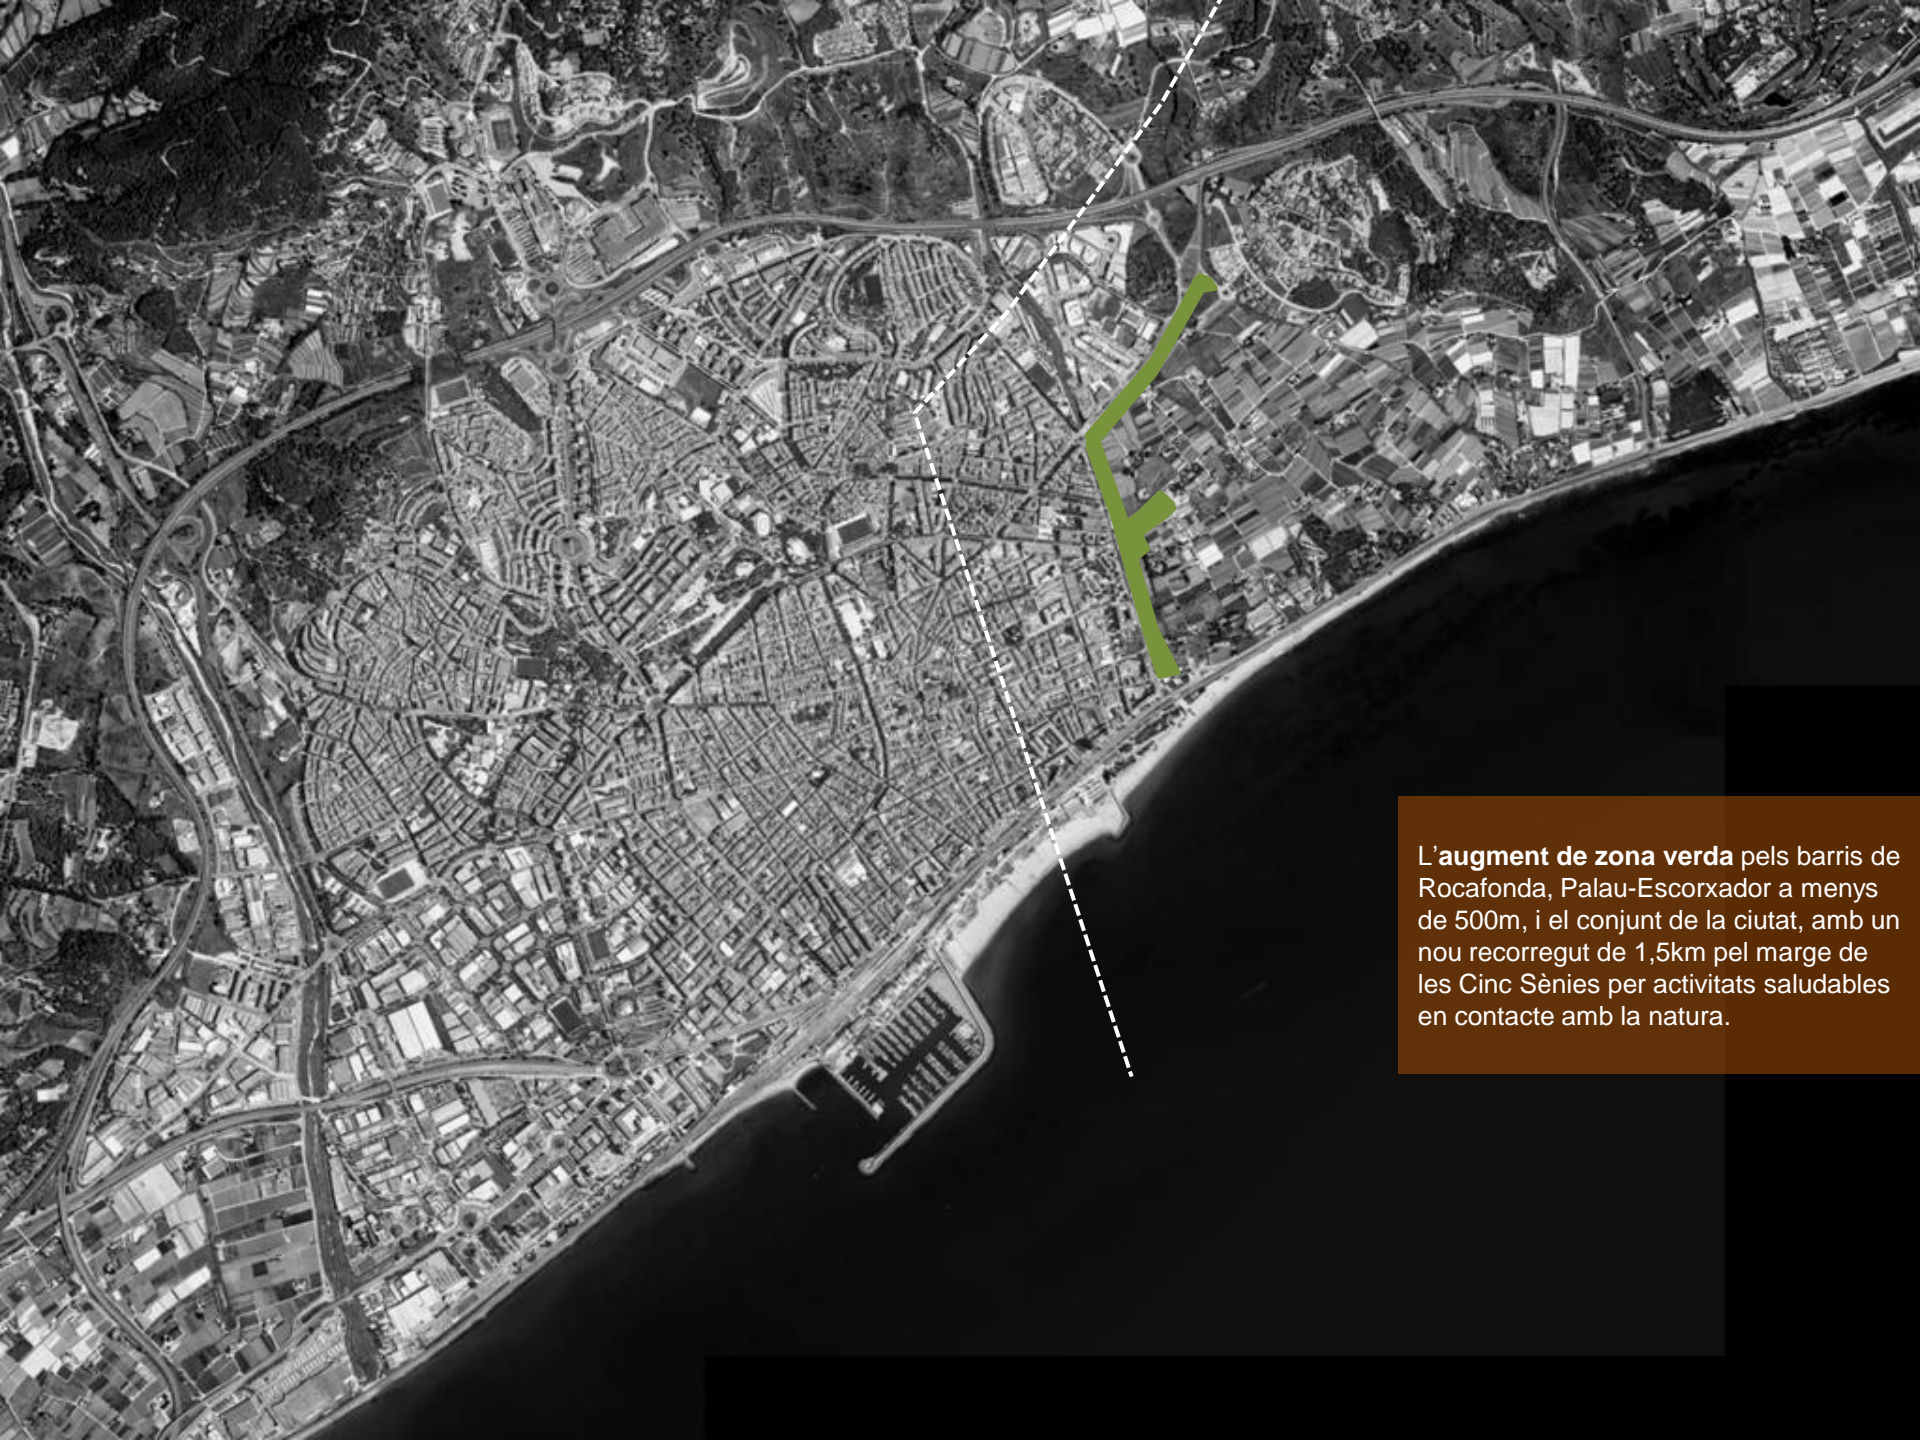 L’augment de zona verda pels barris de
Rocafonda, Palau-Escorxador a menys
de 500m, i el conjunt de la ciutat, amb un
nou recorregut de 1,5km pel marge de
les Cinc Sènies per activitats saludables
en contacte amb la natura.